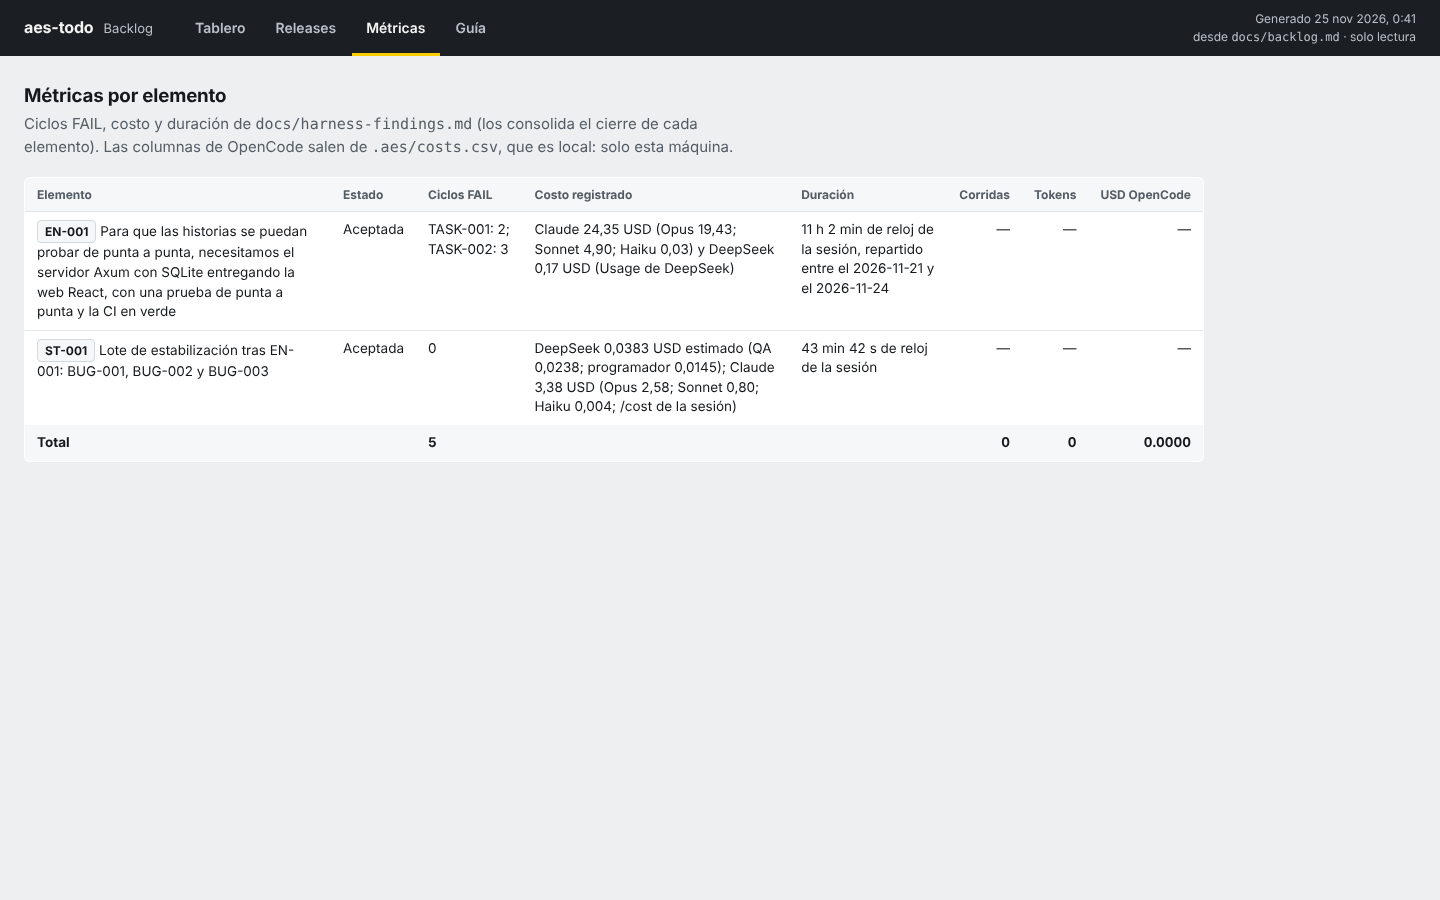 aes-todo Backlog Tablero Releases Métricas Guía
Generado 25 nov 2026, 0:41
desde docs/backlog.md · solo lectura
Métricas por elemento
Ciclos FAIL, costo y duración de docs/harness-findings.md (los consolida el cierre de cada
elemento). Las columnas de OpenCode salen de .aes/costs.csv, que es local: solo esta máquina.
Elemento Estado Ciclos FAIL Costo registrado Duración Corridas Tokens USD OpenCode
EN-001 Para que las historias se puedan
probar de punta a punta, necesitamos el
servidor Axum con SQLite entregando la
web React, con una prueba de punta a
punta y la CI en verde
Aceptada
TASK-001: 2;
TASK-002: 3
Claude 24,35 USD (Opus 19,43;
Sonnet 4,90; Haiku 0,03) y DeepSeek
0,17 USD (Usage de DeepSeek)
11 h 2 min de reloj de
la sesión, repartido
entre el 2026-11-21 y
el 2026-11-24
— — —
ST-001 Lote de estabilización tras EN-
001: BUG-001, BUG-002 y BUG-003
Aceptada
0
DeepSeek 0,0383 USD estimado (QA
0,0238; programador 0,0145); Claude
3,38 USD (Opus 2,58; Sonnet 0,80;
Haiku 0,004; /cost de la sesión)
43 min 42 s de reloj
de la sesión
— — —
Total 5 0 0 0.0000